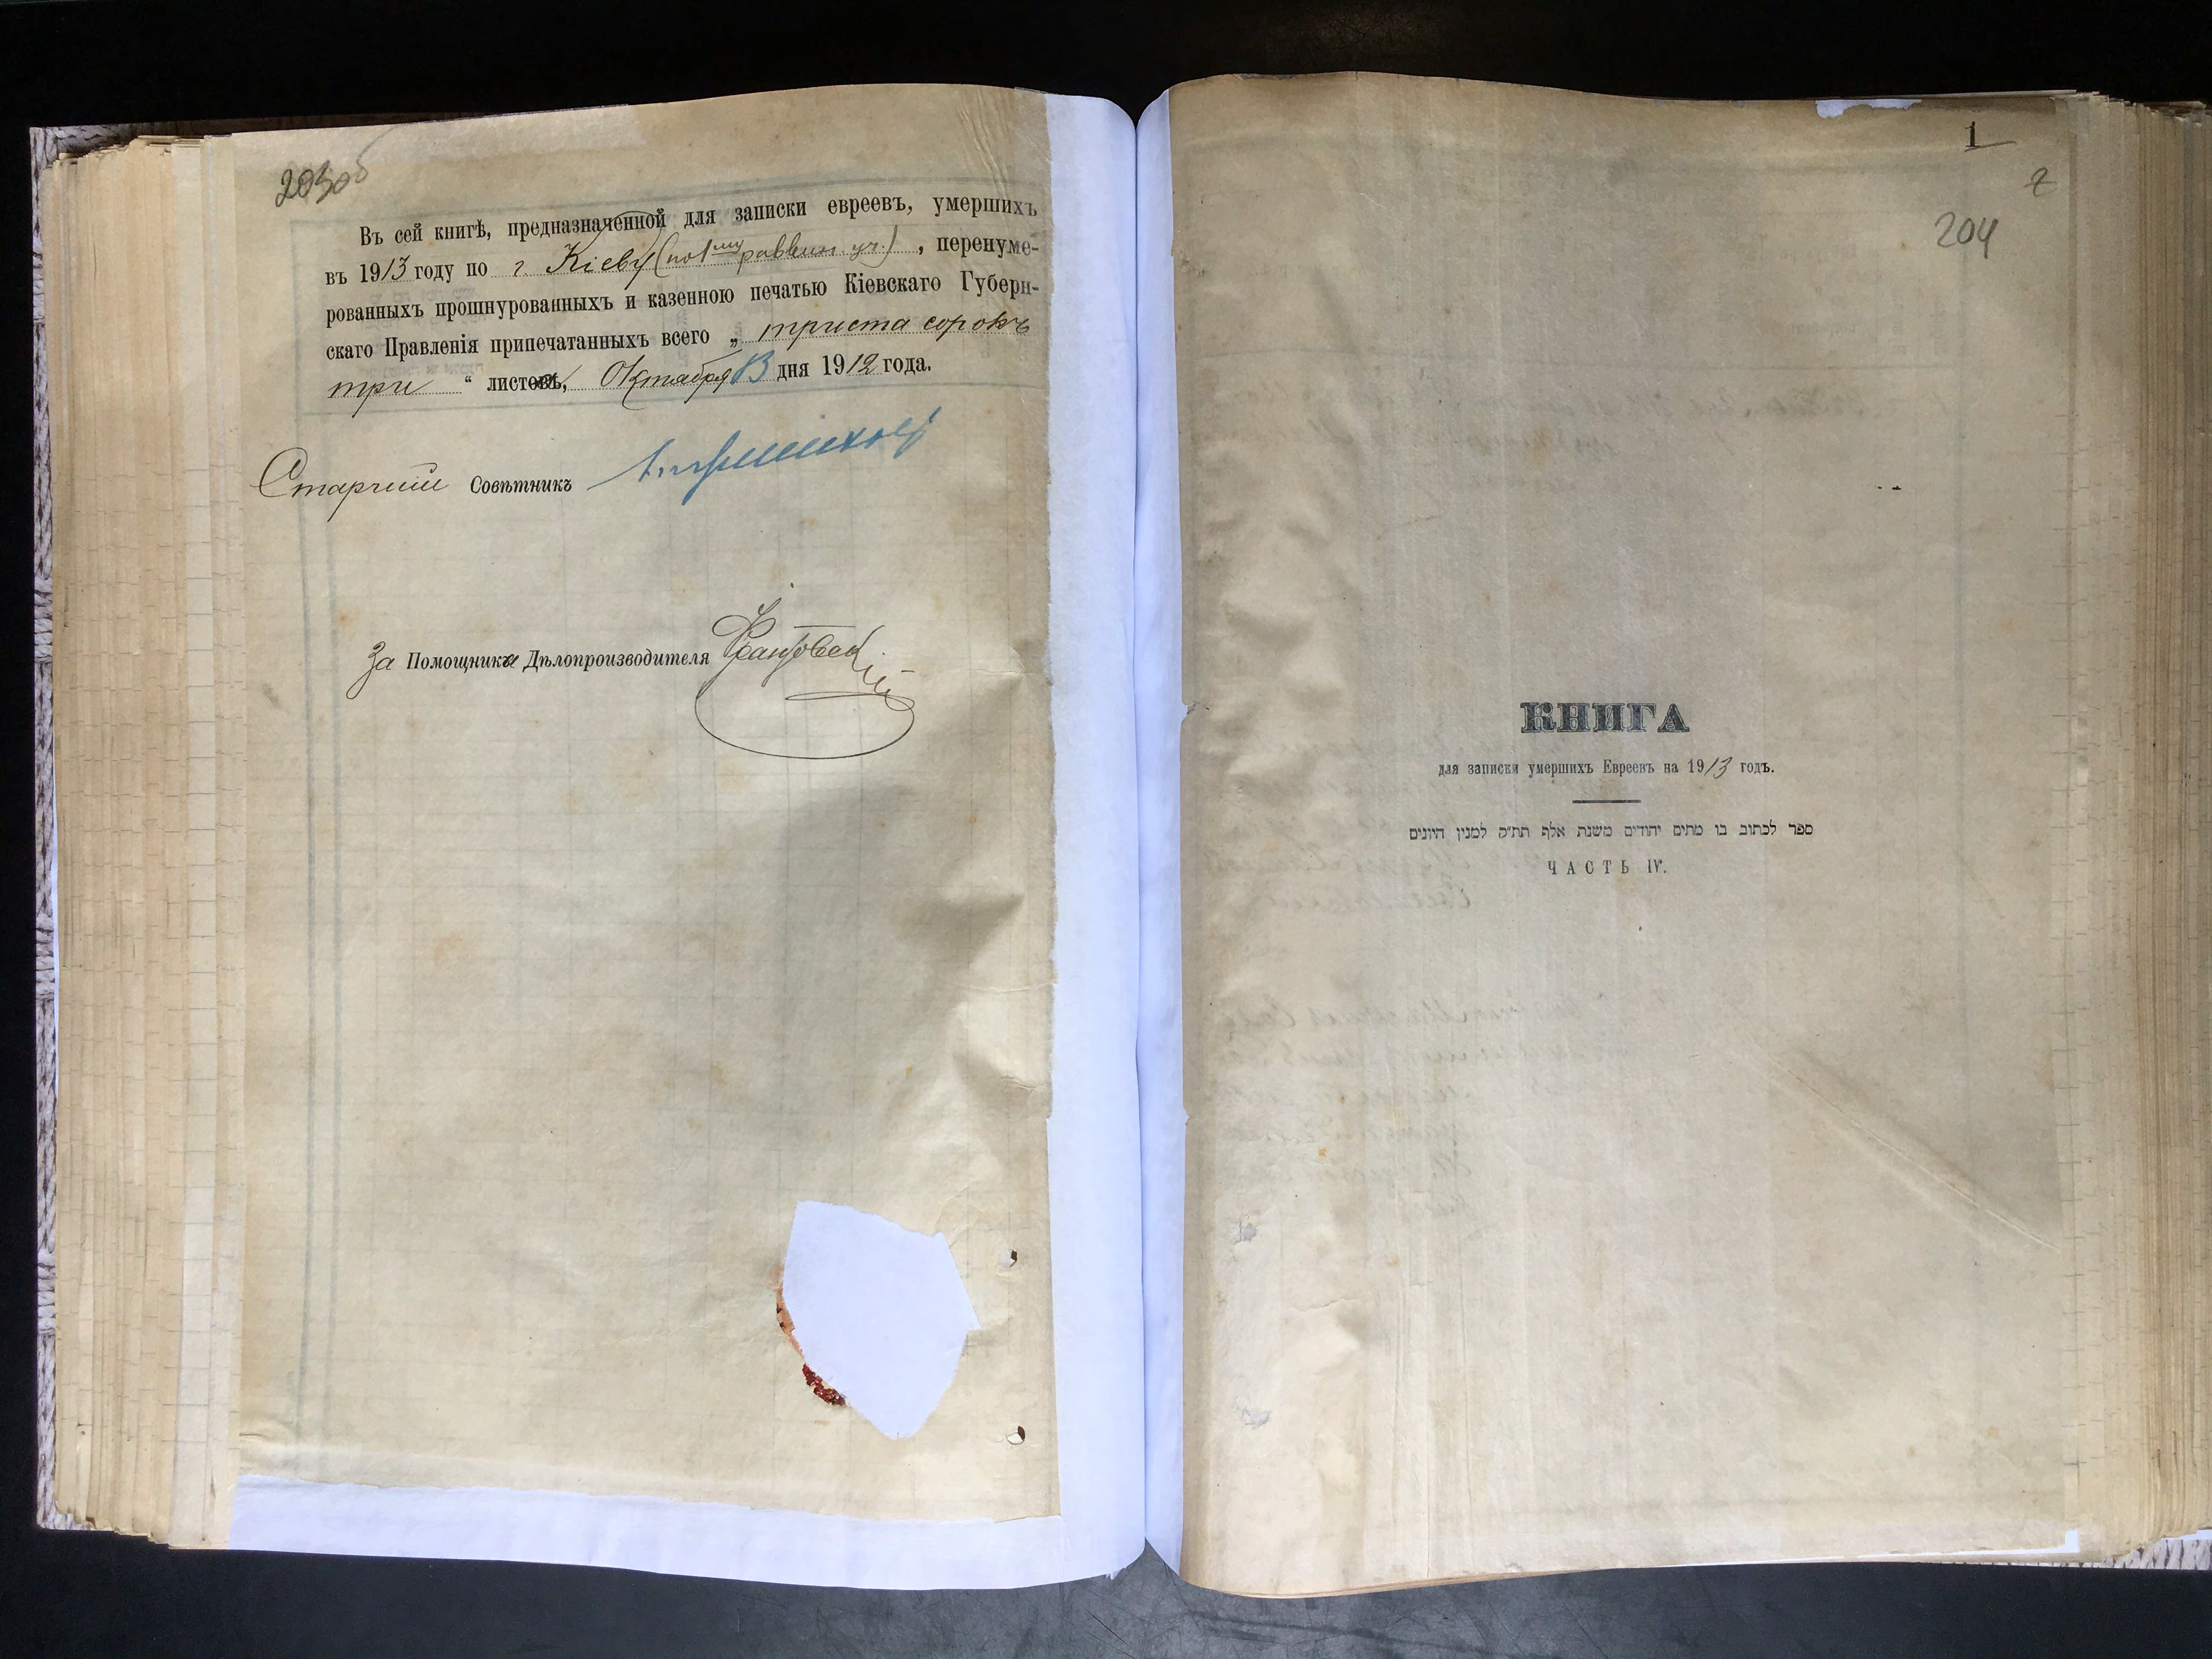 203об
Въ сей книгѣ, предназначенной для записки евреевъ, умершихъ
въ 1913 году по г. Кіеву (по 1му раввин. уч.), перенуме-
рованныхъ прошнурованныхъ и казенною печатью Кіевскаго Губерн-
скаго Правленія припечатанныхъ всего „ триста сорокъ
три “ листа, Октября 13 дня 1912 года.
Старшій Совѣтникъ
За Помощника Дѣлопроизводителя
1
2
204
КНИГА
для записки умершихъ Евреевъ на 1913 годъ.
ספר לכתוב בו מתים יהודים משנת אלף תת״ק למנין היונים
ЧАСТЬ IV.